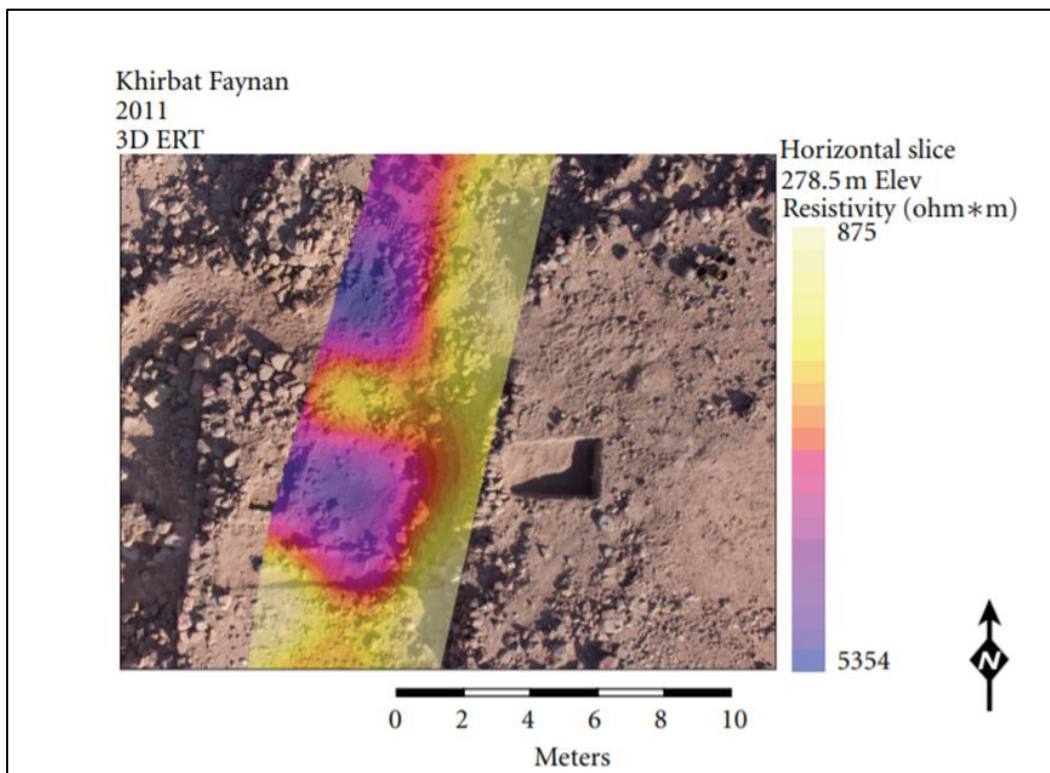 Khirbat Faynan
2011
3D ERT
Horizontal slice
278.5 m Elev
Resistivity (ohm∗m)
875
5354
N
0 2 4 6 8 10
Meters